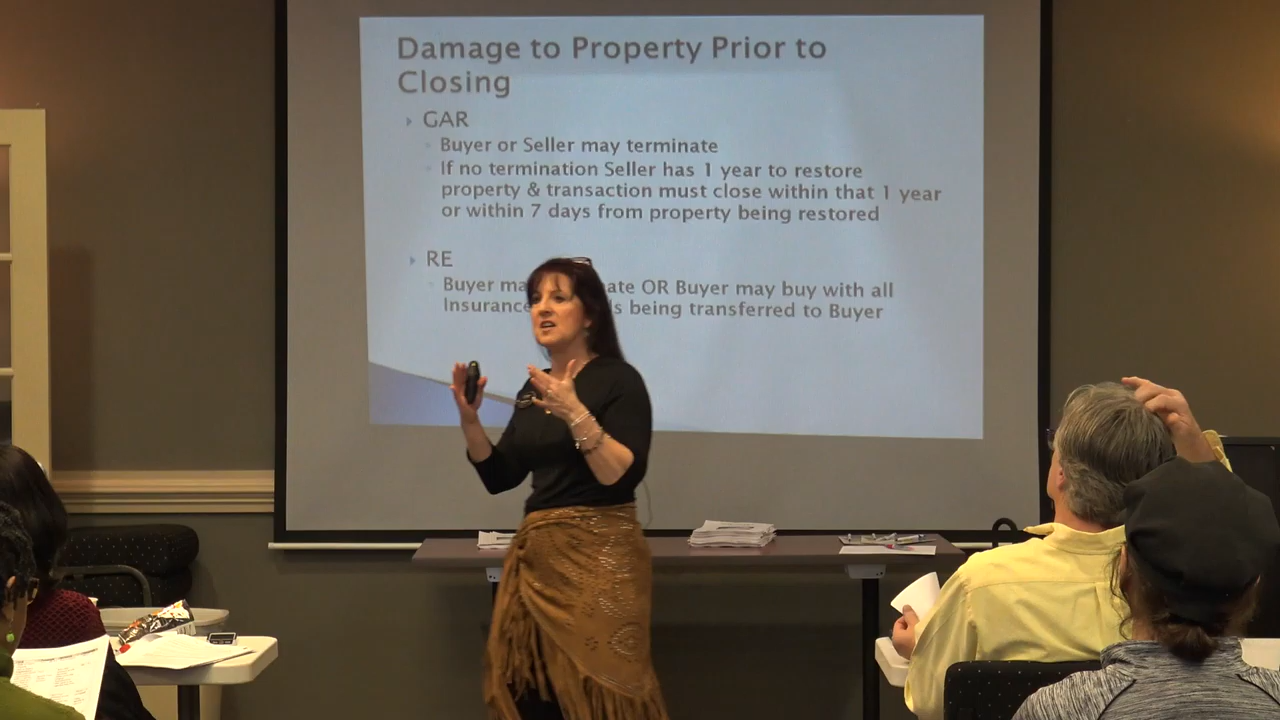 Damage to Property Prior to
Closing
GAR
Buyer or Seller may terminate
If no termination Seller has 1 year to restore
property & transaction must close within that 1 year
or within 7 days from property being restored
RE
Buyer OR Buyer may buy with all
Insurance being transferred to Buyer